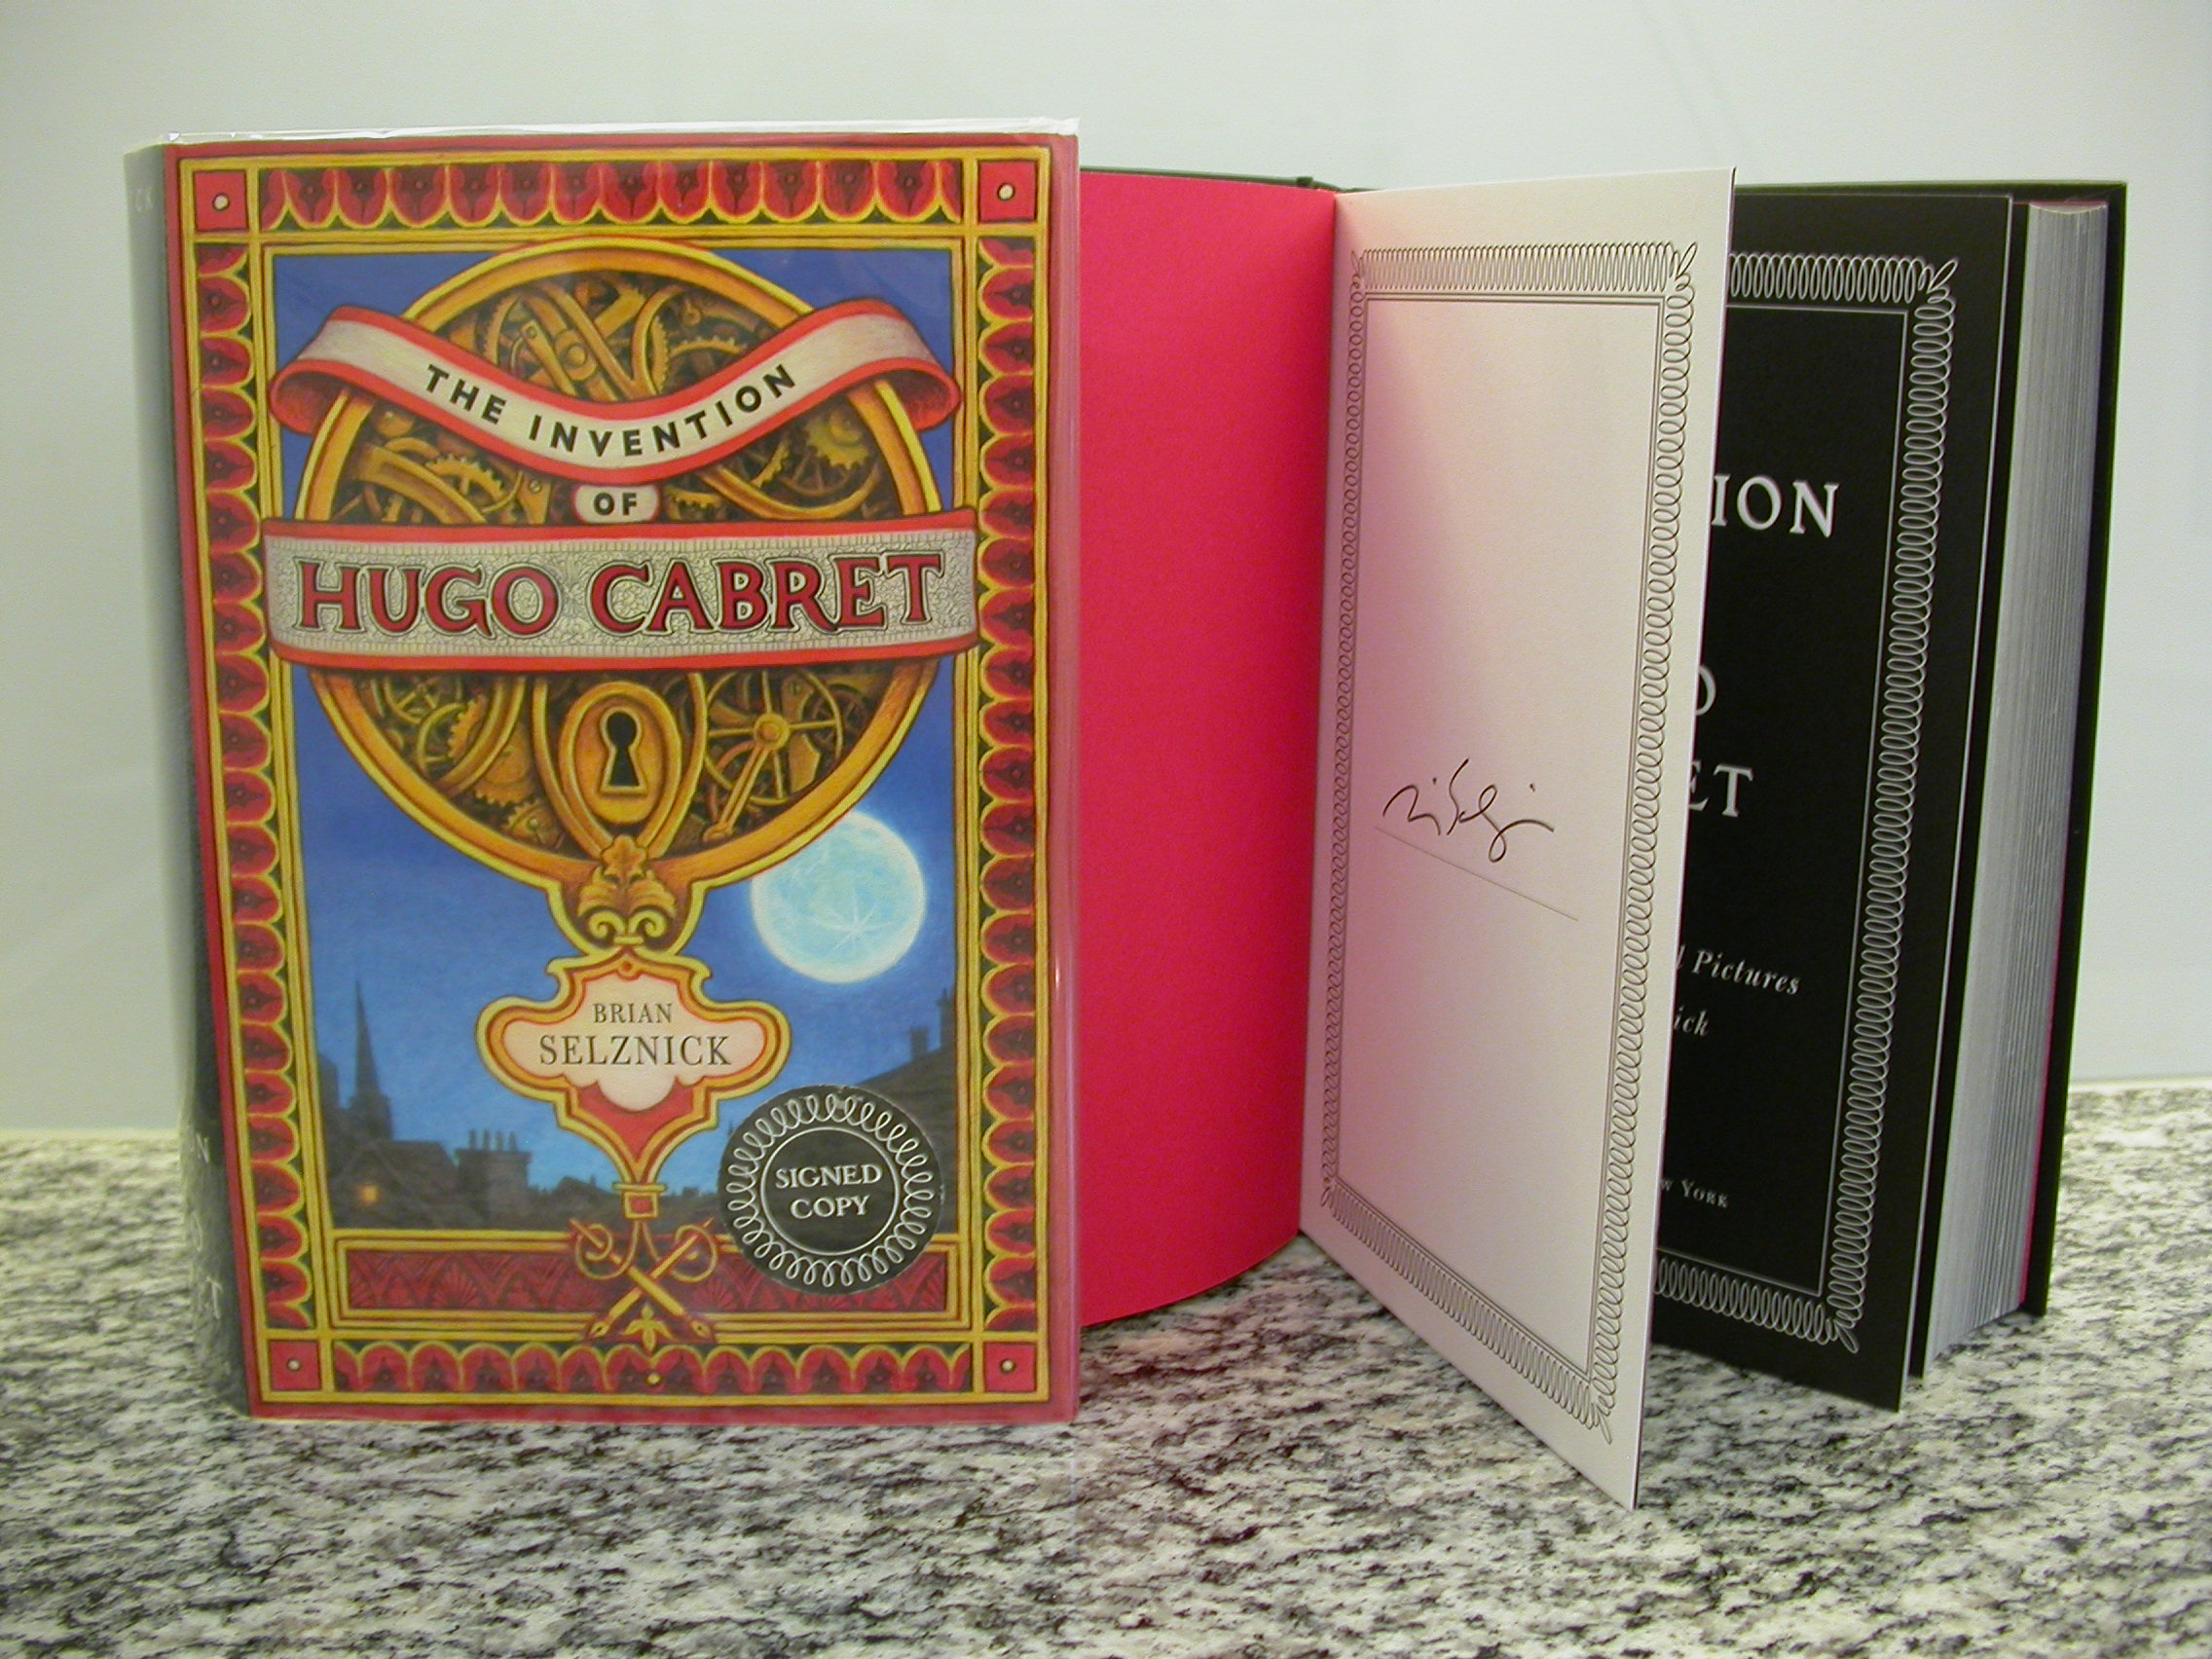 THE INVENTION
OF
HUGO CABRET
BRIAN
SELZNICK
SIGNED
COPY
ION
ET
Pictures
ick
YORK